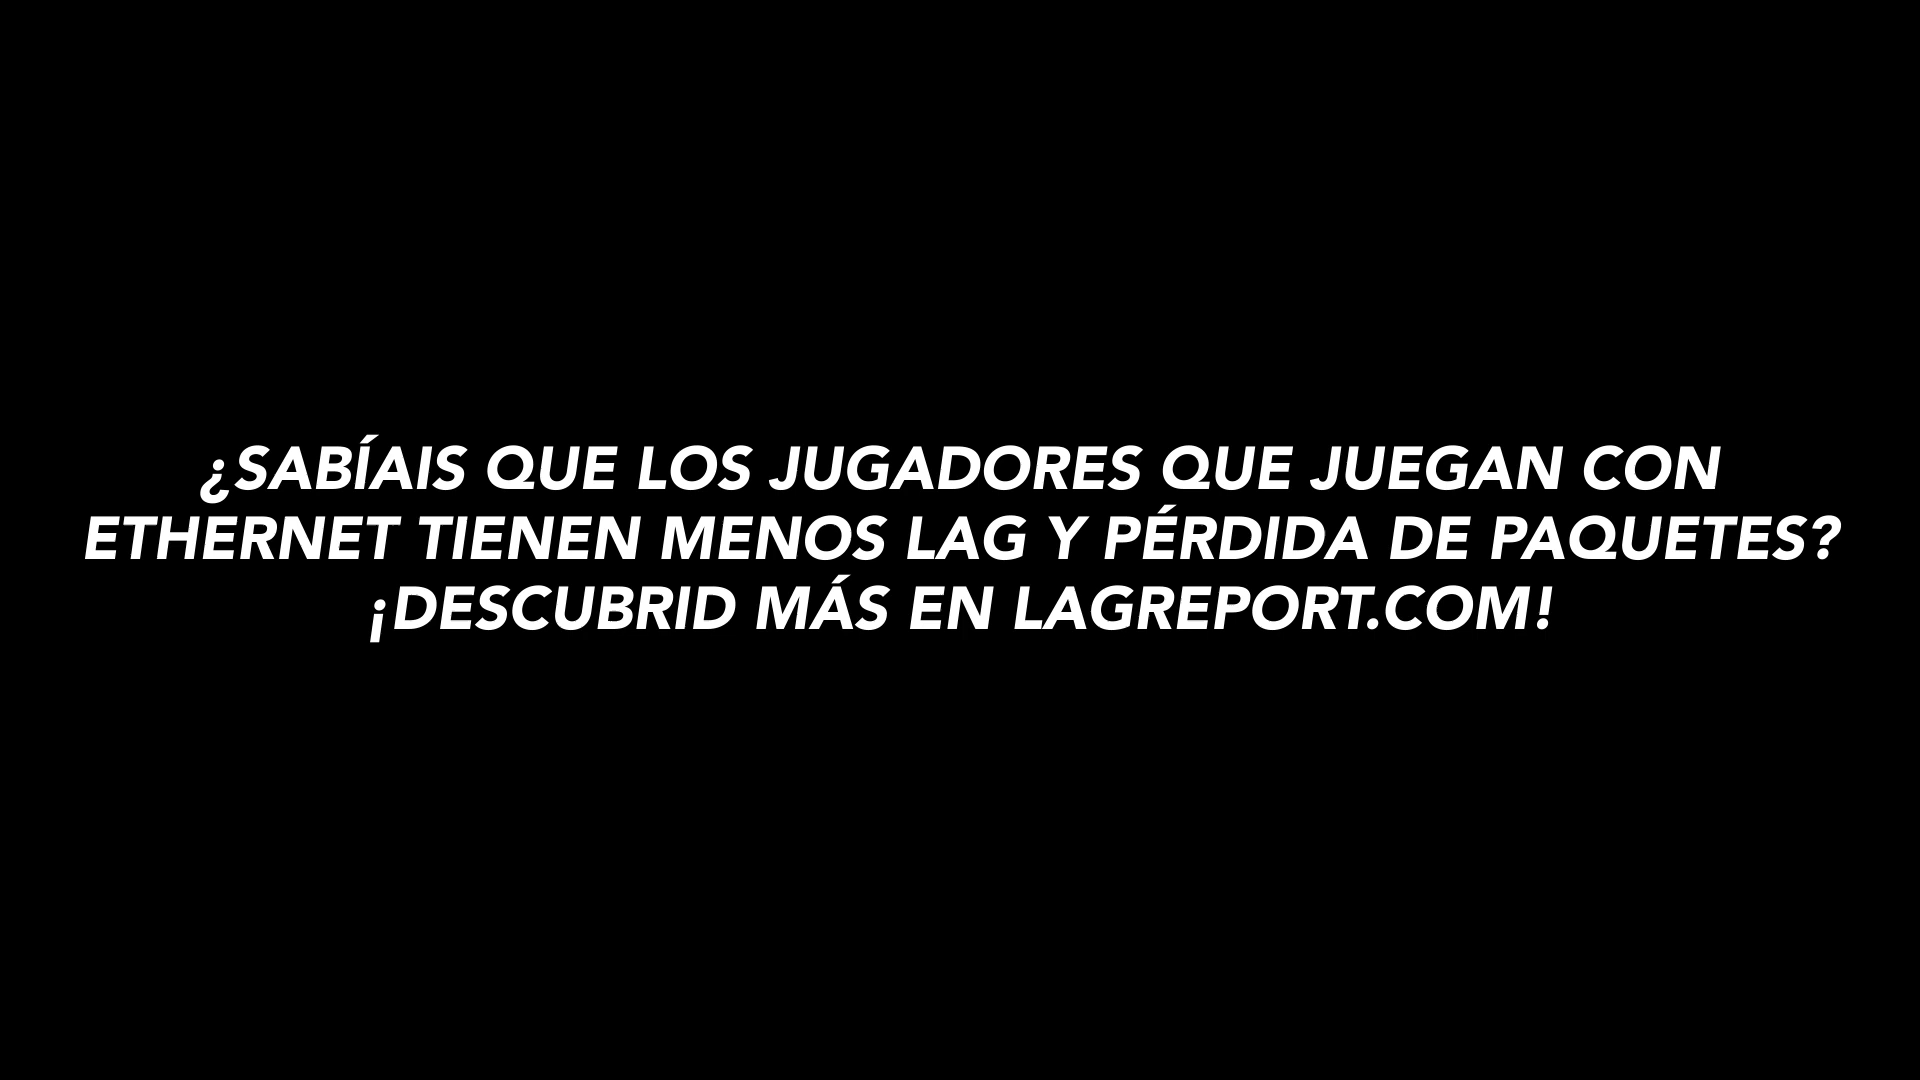 ¿SABÍAIS QUE LOS JUGADORES QUE JUEGAN CON
ETHERNET TIENEN MENOS LAG Y PÉRDIDA DE PAQUETES?
¡DESCUBRID MÁS EN LAGREPORT.COM!